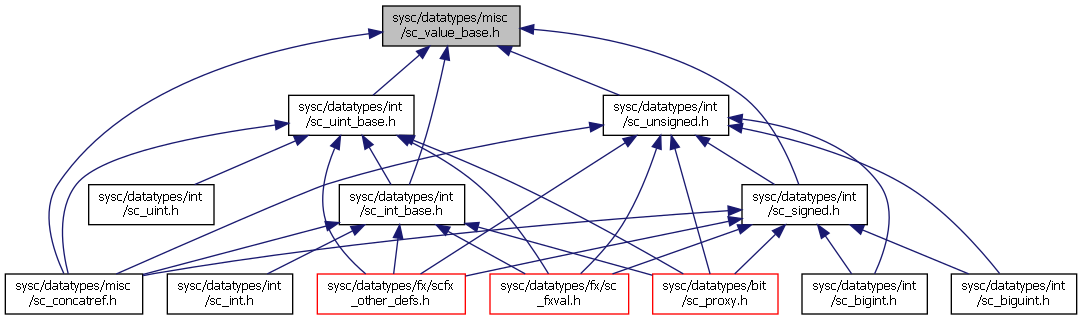 sysc/datatypes/misc
/sc_value_base.h
sysc/datatypes/int
/sc_uint_base.h
sysc/datatypes/int
/sc_unsigned.h
sysc/datatypes/int
/sc_uint.h
sysc/datatypes/int
/sc_int_base.h
sysc/datatypes/int
/sc_signed.h
sysc/datatypes/misc
/sc_concatref.h
sysc/datatypes/int
/sc_int.h
sysc/datatypes/fx/scfx
_other_defs.h
sysc/datatypes/fx/sc
_fxval.h
sysc/datatypes/bit
/sc_proxy.h
sysc/datatypes/int
/sc_bigint.h
sysc/datatypes/int
/sc_biguint.h